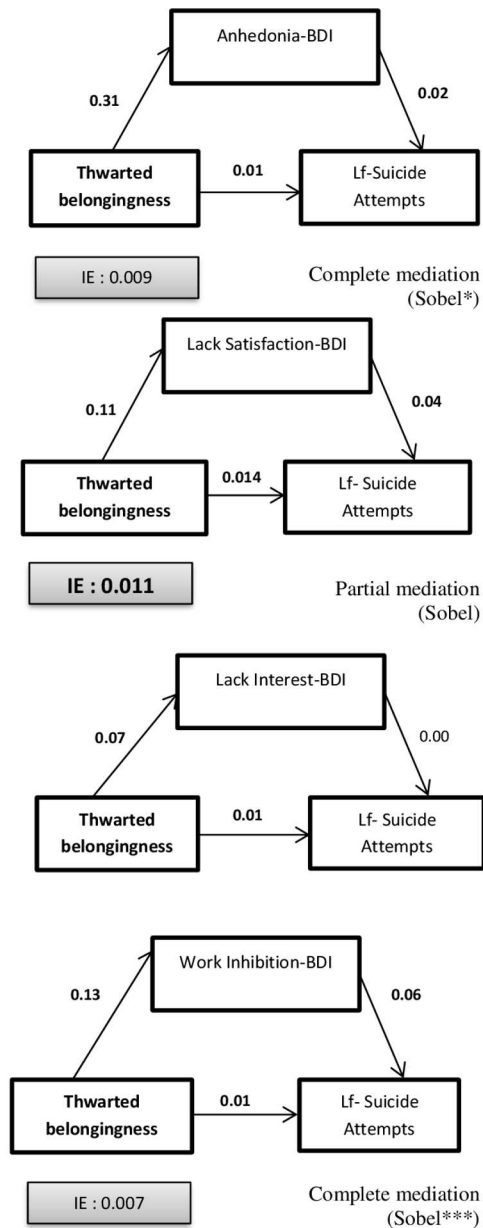 Anhedonia-BDI
0.31
0.02
Thwarted
belongingness
0.01
Lf-Suicide
Attempts
IE : 0.009
Complete mediation
(Sobel*)
Lack Satisfaction-BDI
0.11
0.04
Thwarted
belongingness
0.014
Lf- Suicide
Attempts
IE : 0.011
Partial mediation
(Sobel)
Lack Interest-BDI
0.07
0.00
Thwarted
belongingness
0.01
Lf- Suicide
Attempts
Work Inhibition-BDI
0.13
0.06
Thwarted
belongingness
0.01
Lf- Suicide
Attempts
IE : 0.007
Complete mediation
(Sobel***)